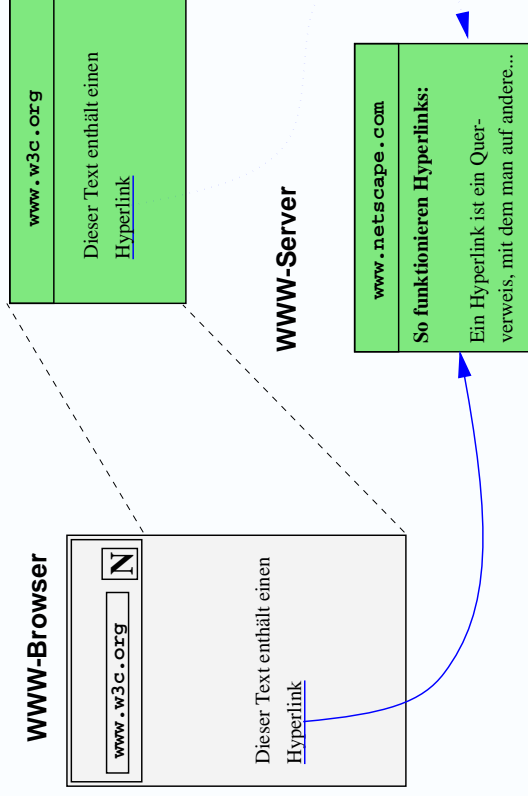 WWW-Browser
www.w3c.org
N
Dieser Text enthält einen
Hyperlink
www.w3c.org
Dieser Text enthält einen
Hyperlink
WWW-Server
www.netscape.com
So funktionieren Hyperlinks:
Ein Hyperlink ist ein Quer-
verweis, mit dem man auf andere...